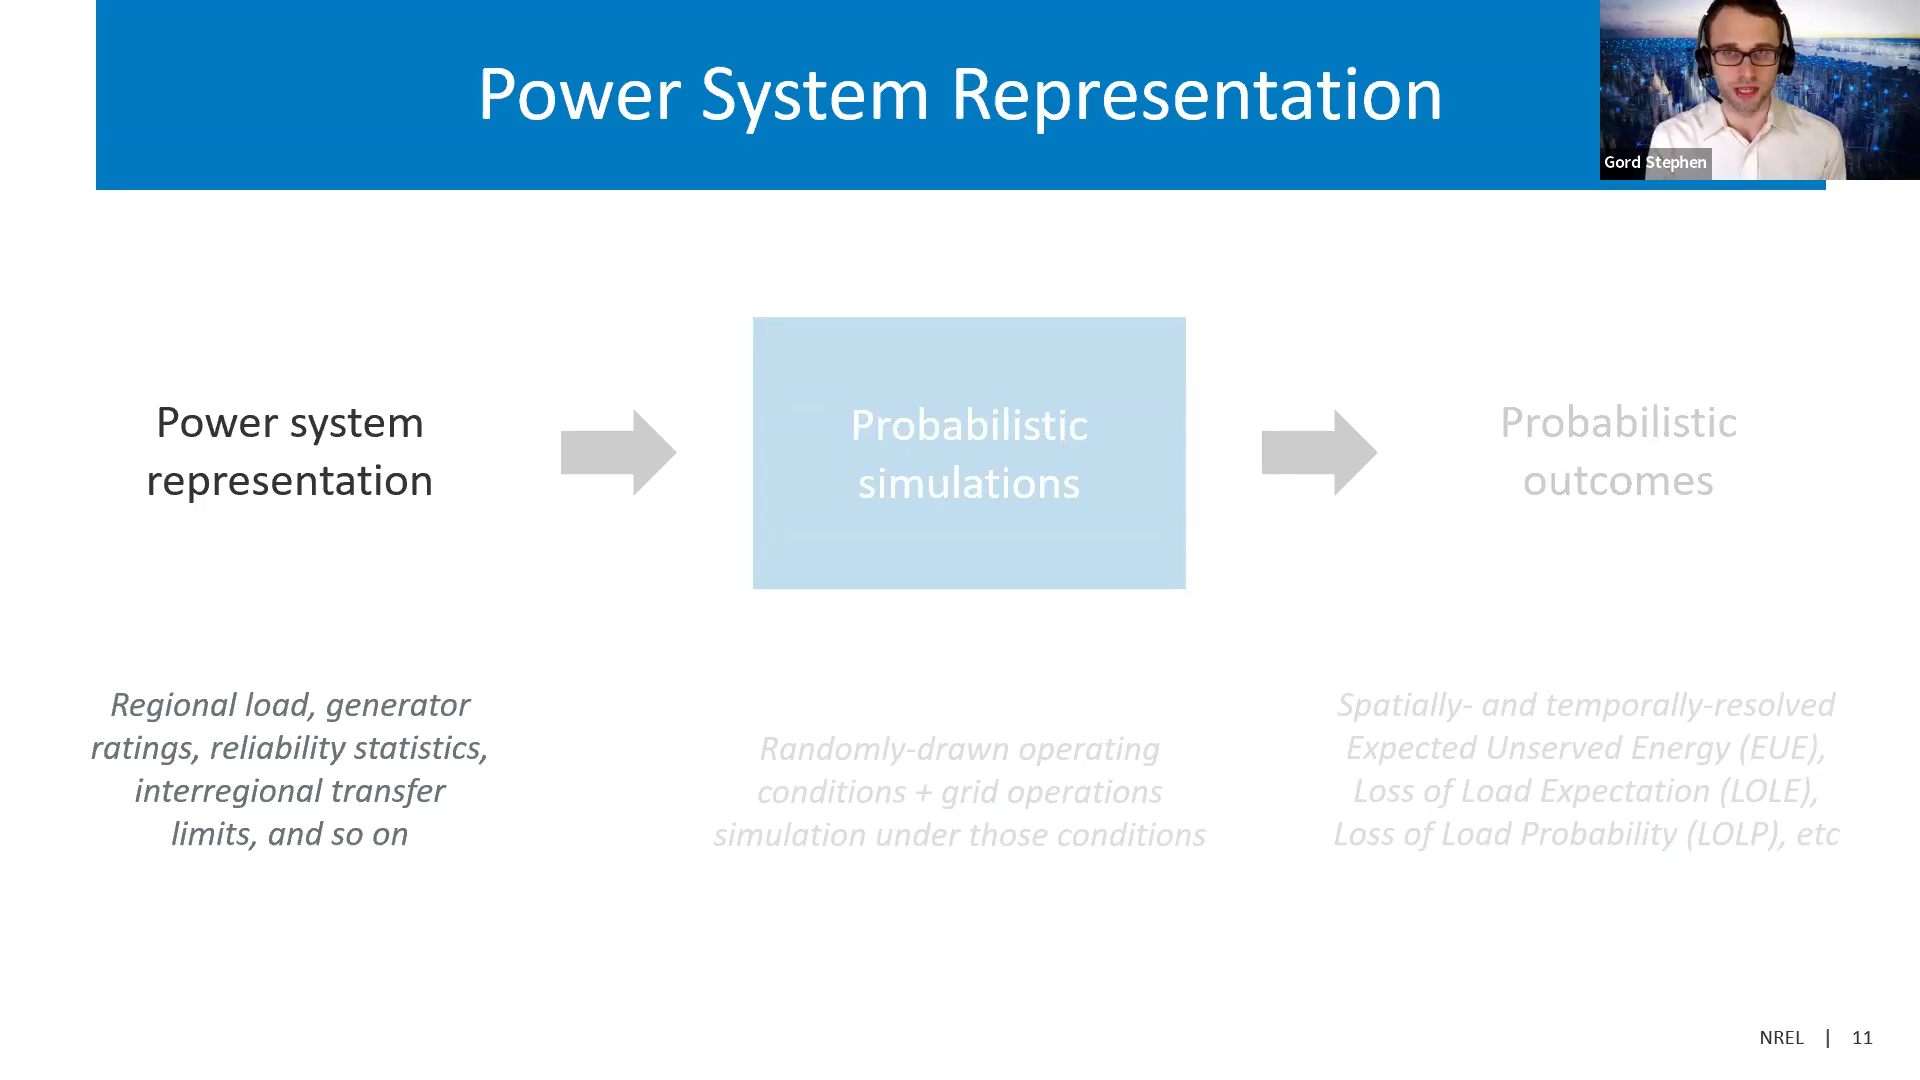 Power System Representation
Gord Stephen
Power system
representation
Probabilistic
simulations
Probabilistic
outcomes
Regional load, generator
ratings, reliability statistics,
interregional transfer
limits, and so on
Randomly-drawn operating
conditions + grid operations
simulation under those conditions
Spatially- and temporally-resolved
Expected Unserved Energy (EUE),
Loss of Load Expectation (LOLE),
Loss of Load Probability (LOLP), etc
NREL | 11